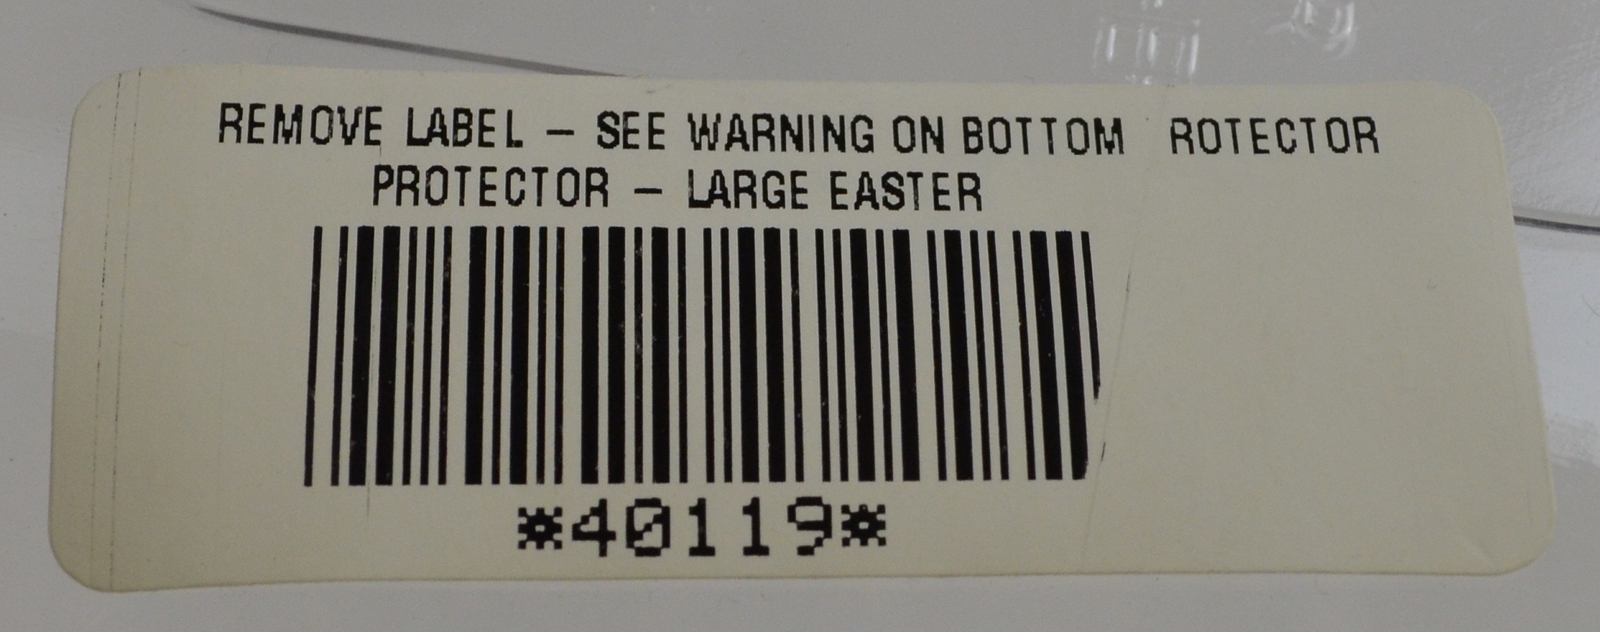 REMOVE LABEL – SEE WARNING ON BOTTOM ROTECTOR
PROTECTOR – LARGE EASTER
*40119*